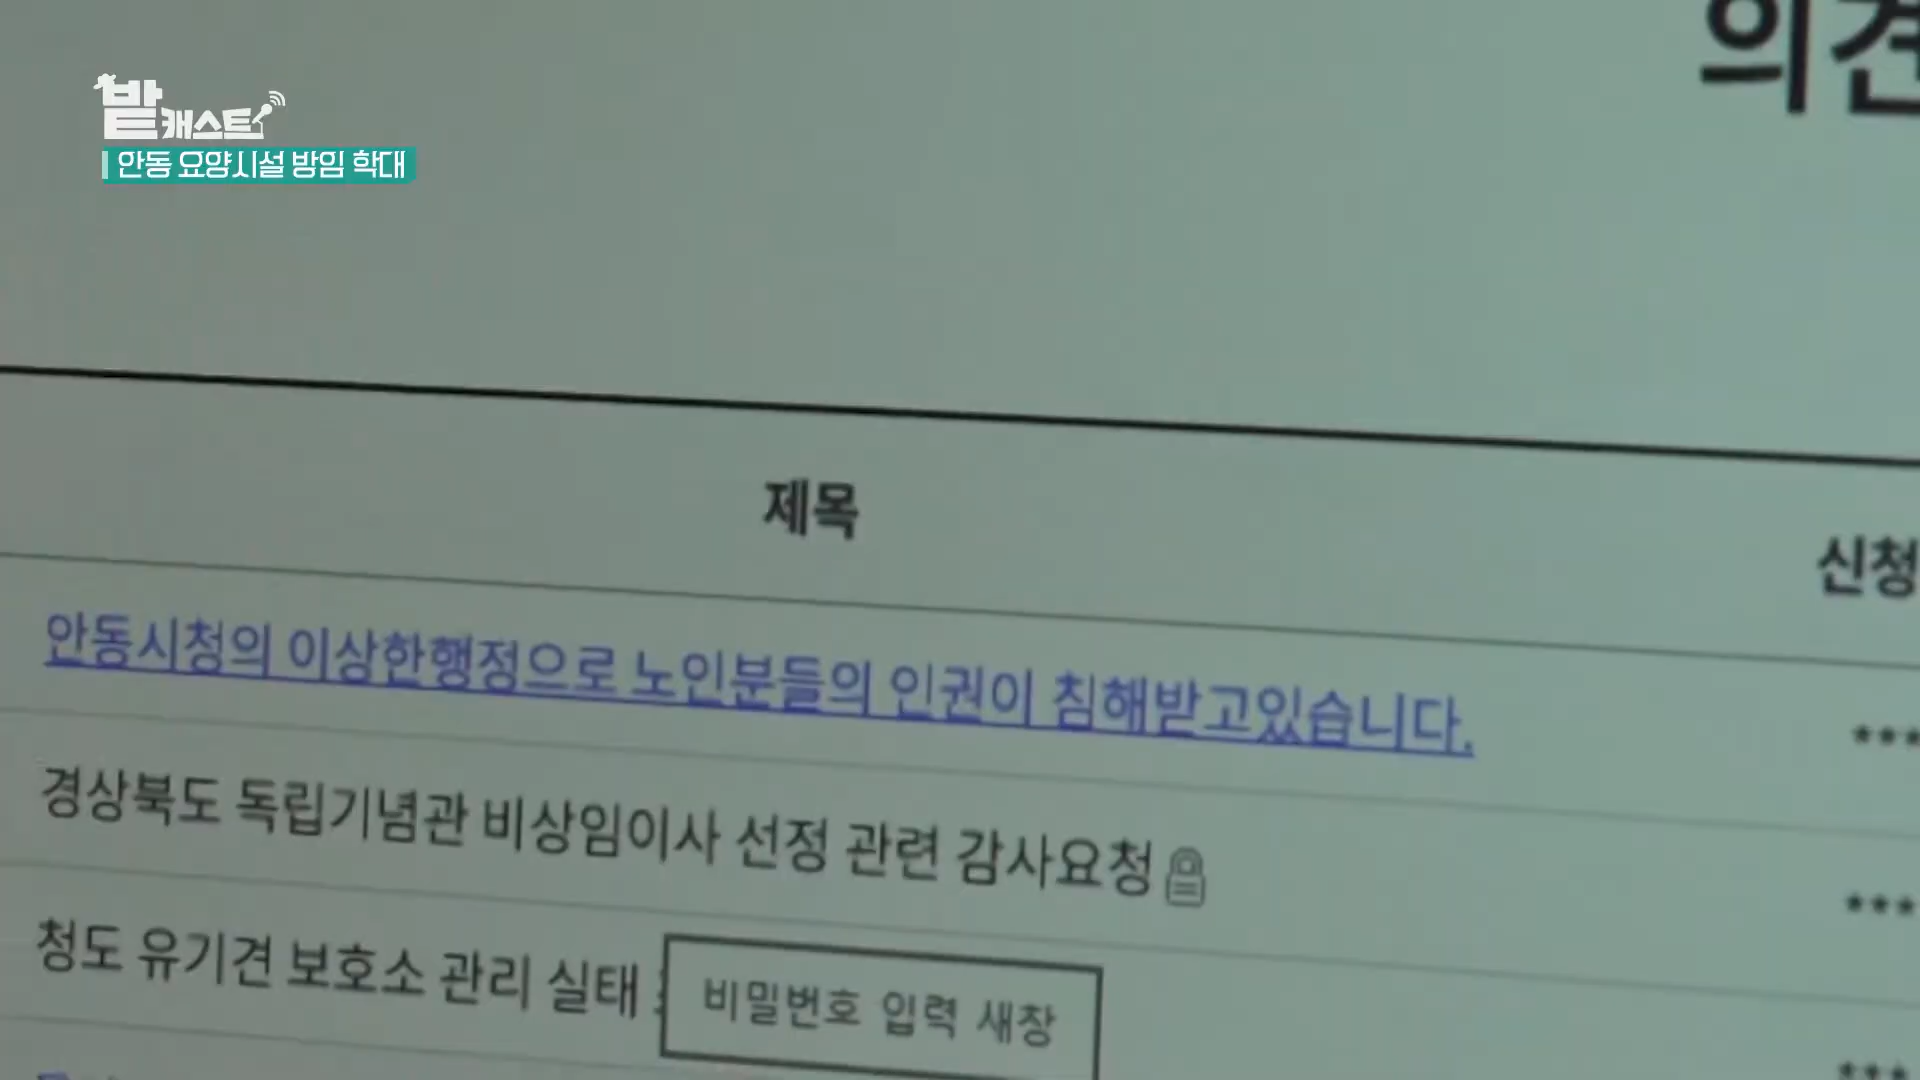 의견
밭캐스트
안동 요양시설 방임 학대
제목
신청
안동시청의 이상한행정으로 노인분들의 인권이 침해받고있습니다.
***
경상북도 독립기념관 비상임이사 선정 관련 감사요청
***
청도 유기견 보호소 관리 실태
비밀번호 입력 새창
***